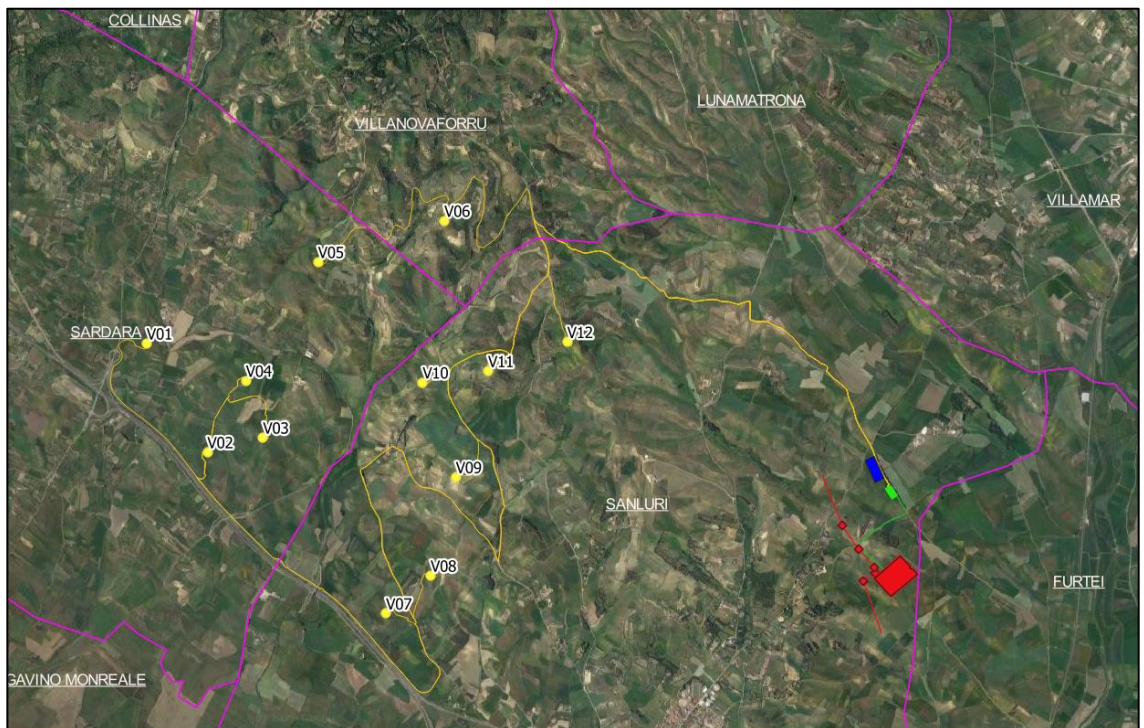 COLLINAS
LUNAMATRONA
VILLANOVAFORRU
VILLAMAR
V06
V05
SARDARA
V01
V12
V11
V04
V10
V03
V02
V09
SANLURI
V08
FURTEI
V07
GAVINO MONREALE